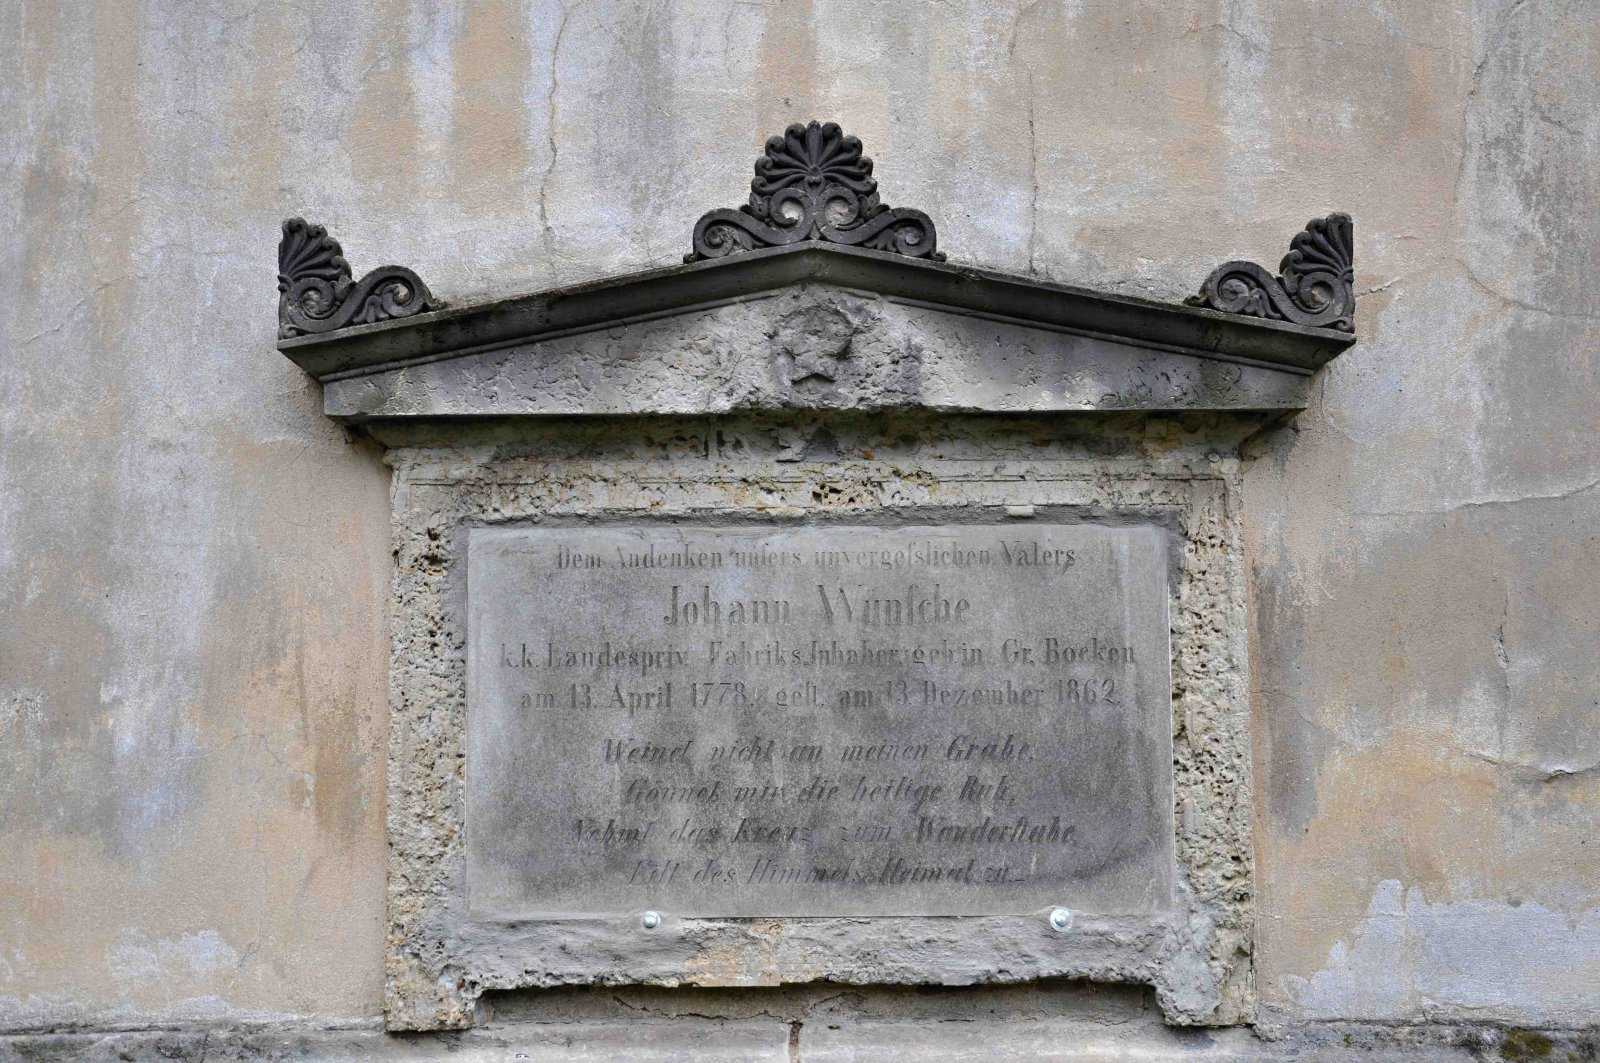 Dem Andenken unſers unvergeſslichen Vaters
Johann Wünſche
k.k. Landespriv. Fabriks Inhaber, geb. in Gr. Bocken
am 13. April 1778, geſt. am 13. Dezember 1862.
Weinet nicht an meinen Grabe,
Gönnet mir die heilige Ruh,
Nehmt das Kreuz zum Wanderſtabe,
Eilt des Himmels Heimat zu.